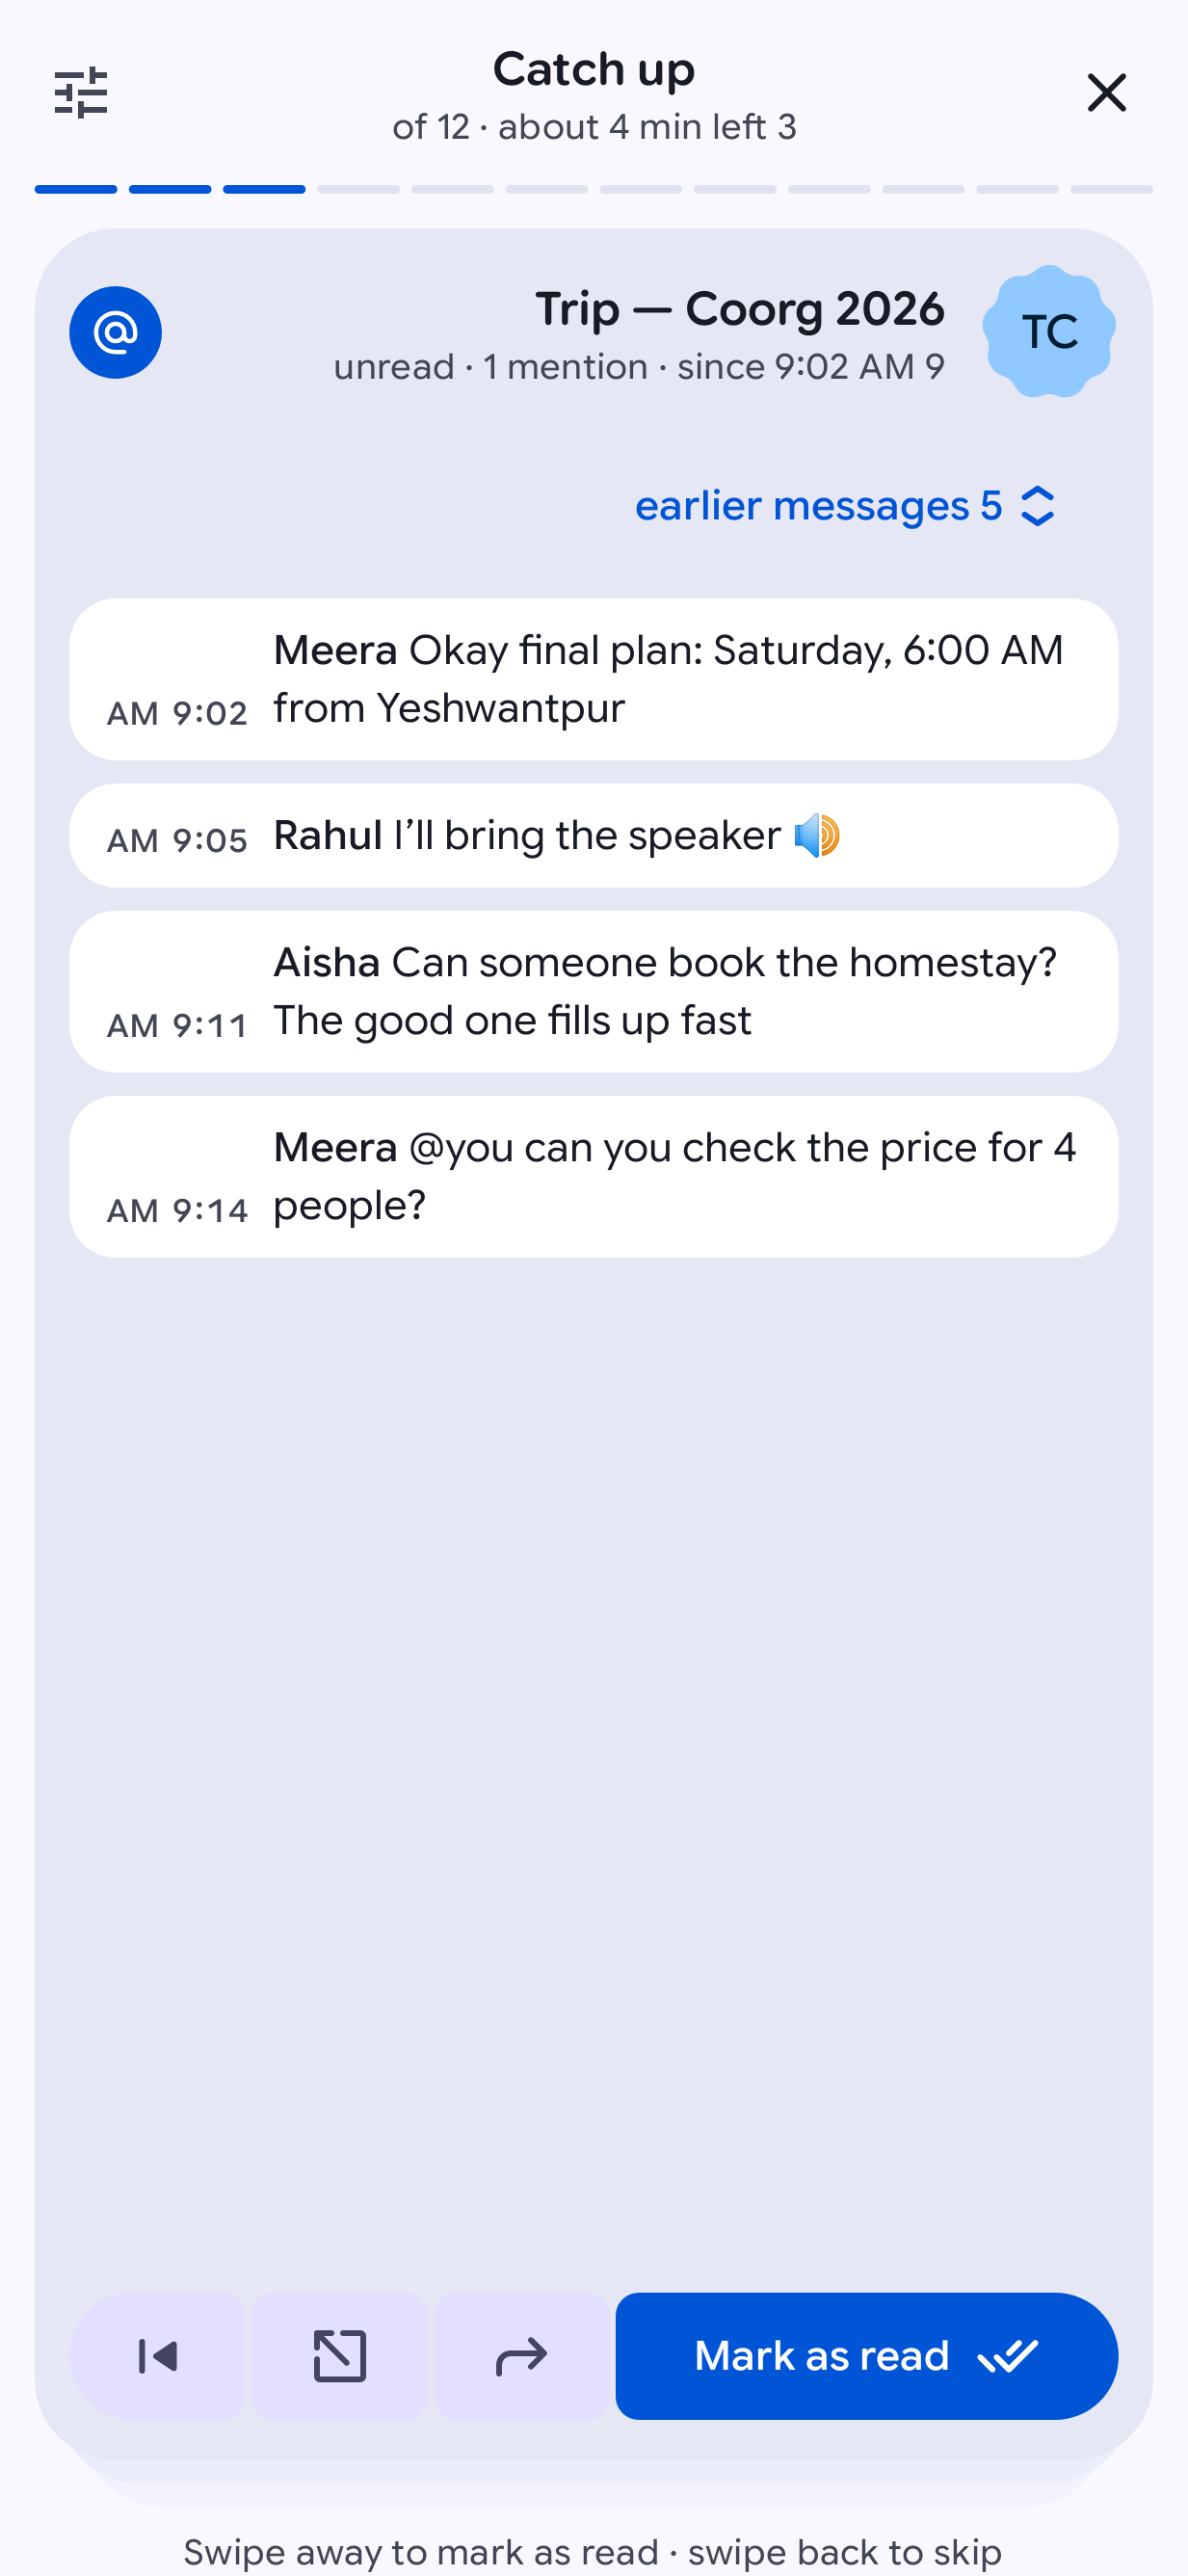 Catch up
of 12 · about 4 min left 3
Trip — Coorg 2026
unread · 1 mention · since 9:02 AM 9
TC
earlier messages 5
Meera Okay final plan: Saturday, 6:00 AM
from Yeshwantpur
AM 9:02
Rahul I’ll bring the speaker 🔊
AM 9:05
Aisha Can someone book the homestay?
The good one fills up fast
AM 9:11
Meera @you can you check the price for 4
people?
AM 9:14
Mark as read
Swipe away to mark as read · swipe back to skip